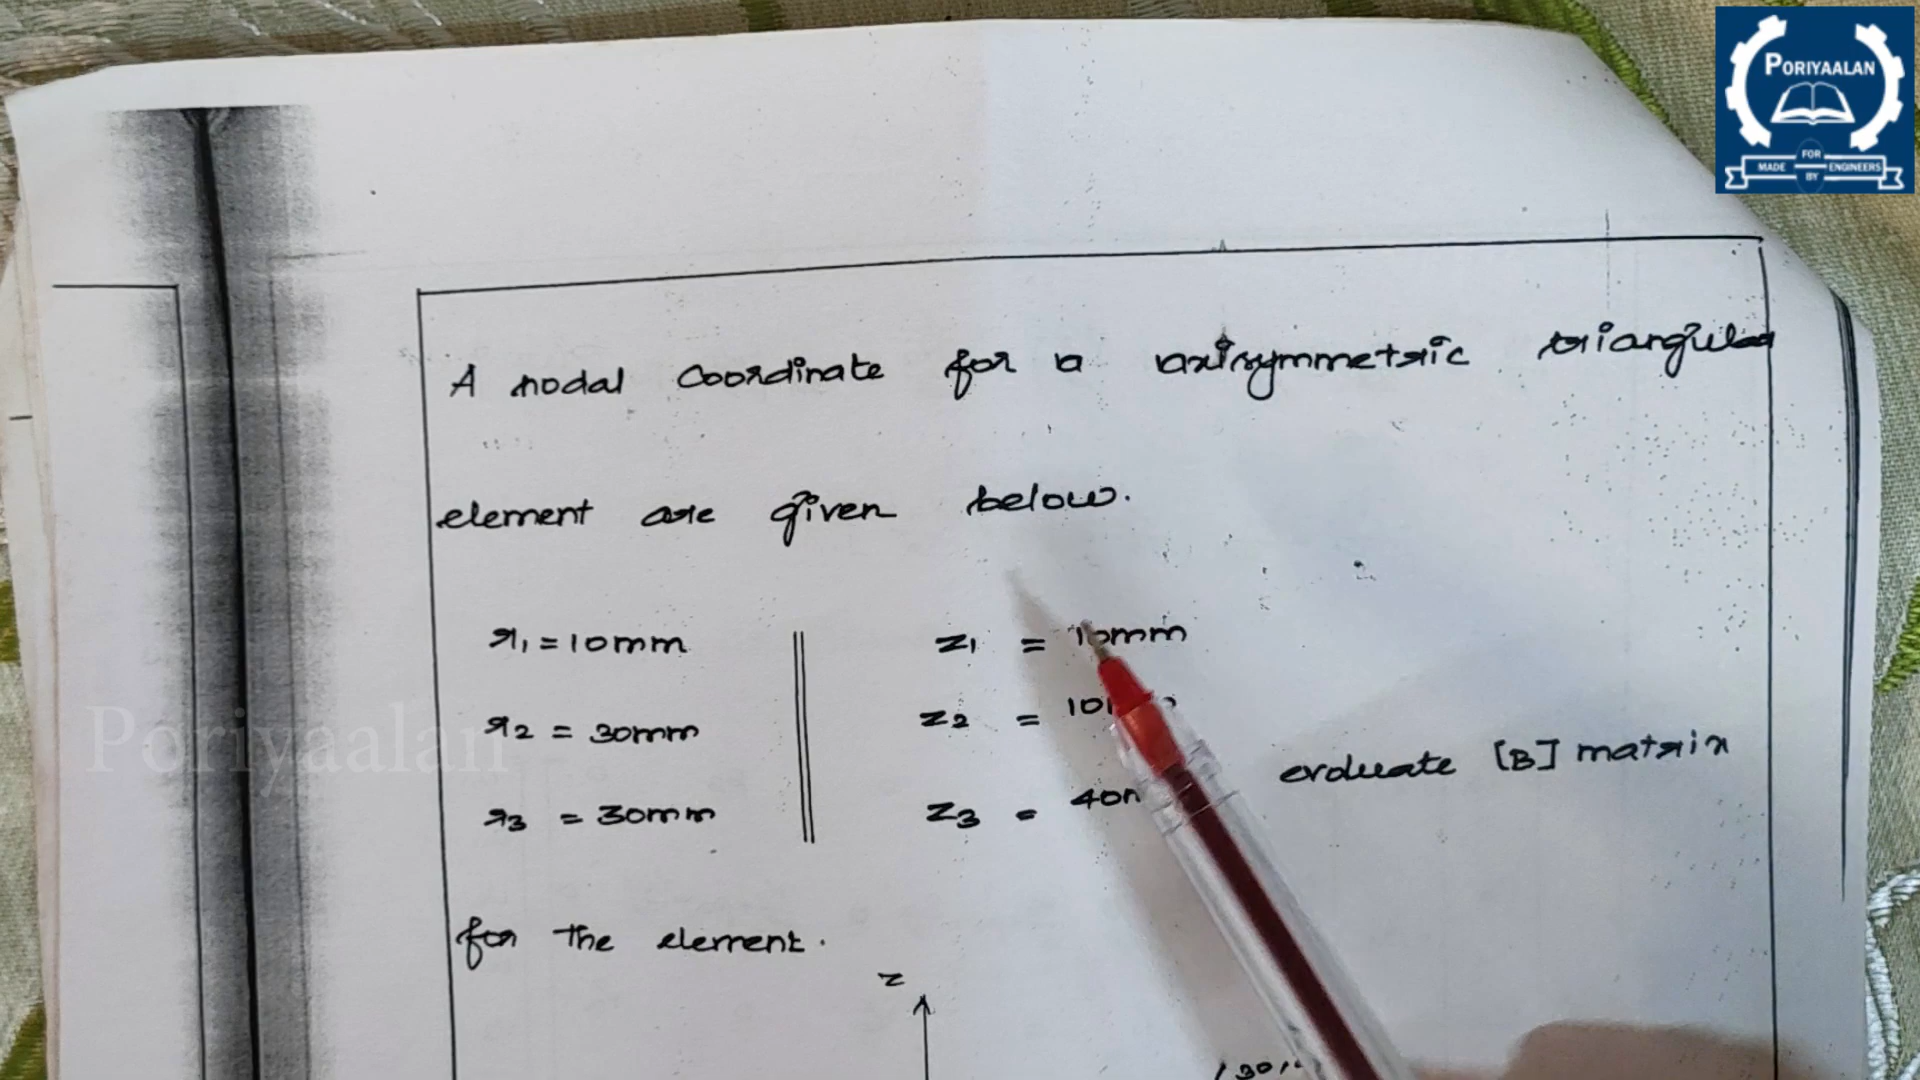 PORIYAALAN
MADE FOR BY ENGINEERS
A nodal coordinate for a axisymmetric triangular
element are given below.
r1 = 10mm z1 = 10mm
r2 = 30mm z2 =
r3 = 30mm z3 =
evaluate [B] matrix
for the element.
z
Poriyaalan